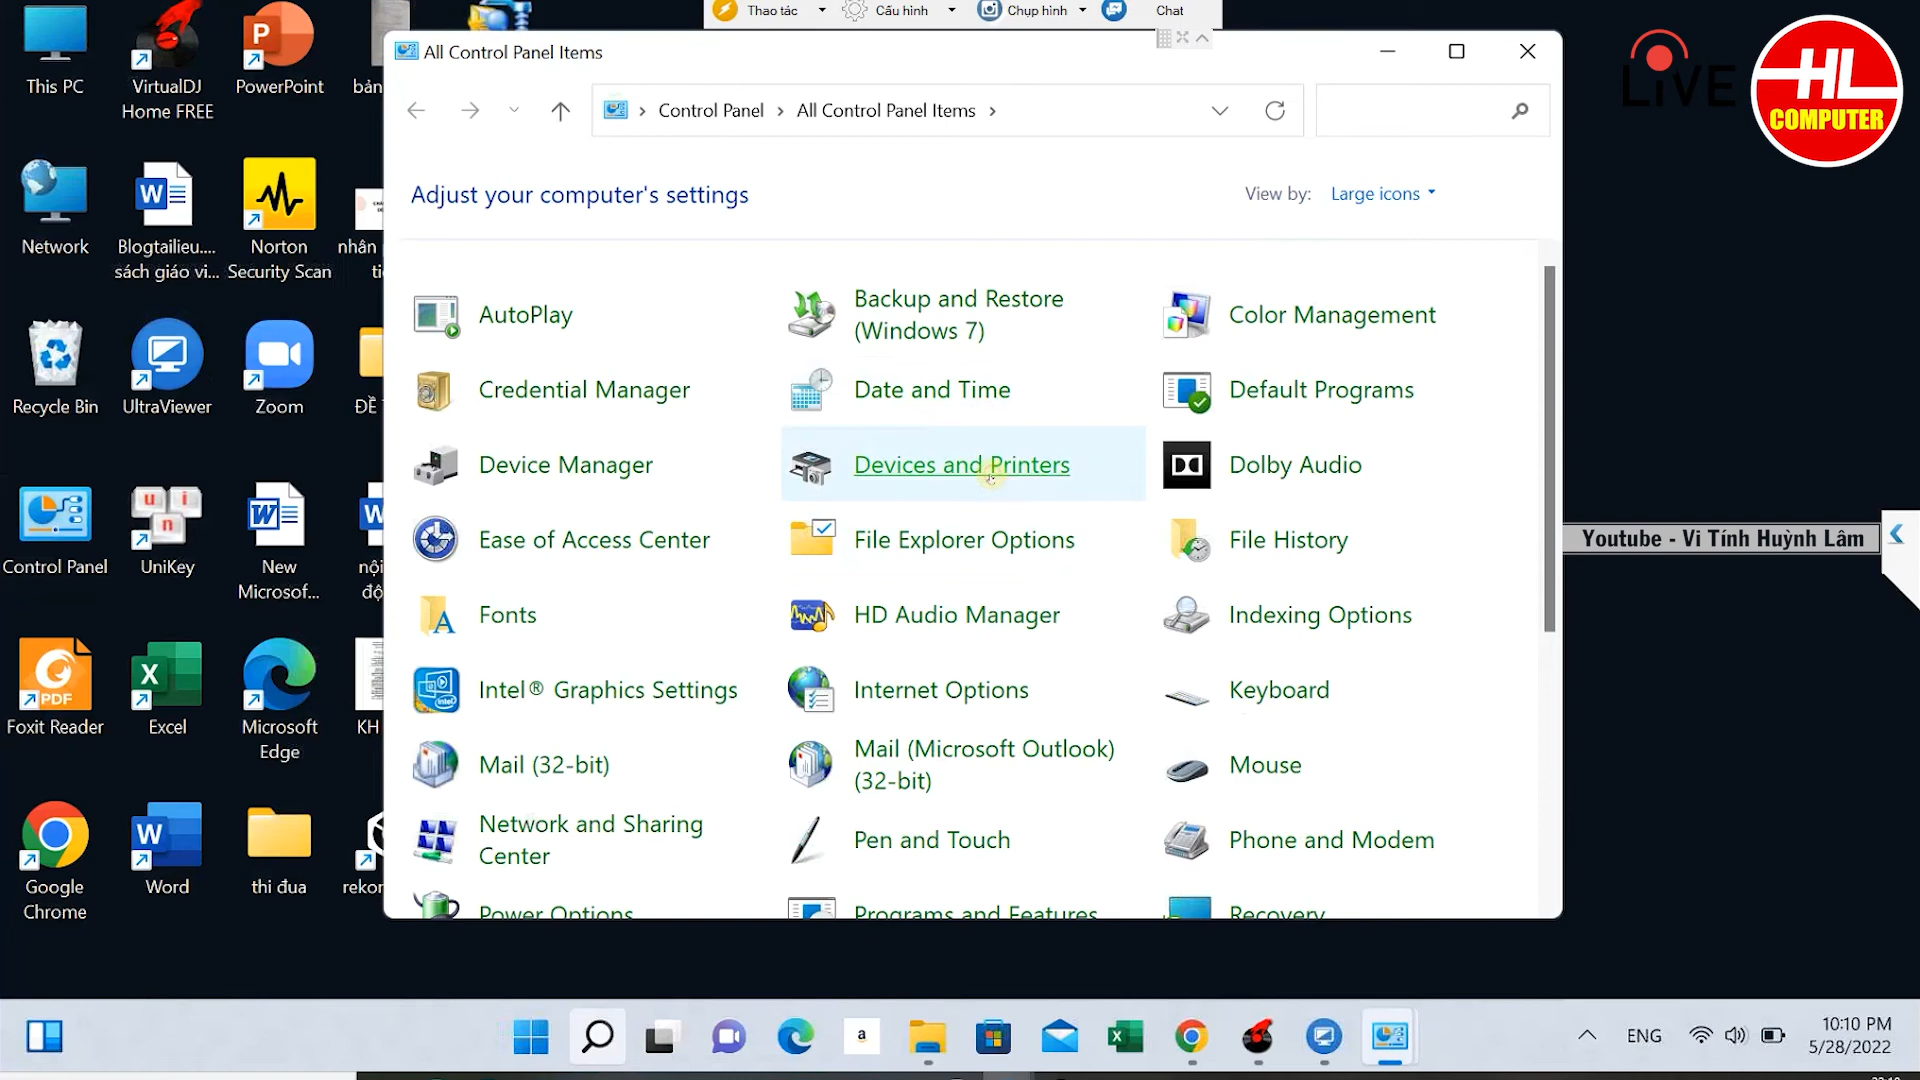 Thao tác
Cấu hình
Chụp hình
Chat
This PC
VirtualDJ
Home FREE
PowerPoint
bản
Network
Blogtailieu....
sách giáo vi...
Norton
Security Scan
nhân
Recycle Bin
UltraViewer
Zoom
ĐỀ
Control Panel
UniKey
New
Microsof...
nội
độ
Foxit Reader
Excel
Microsoft
Edge
KH
Google
Chrome
Word
thi đua
rekor
All Control Panel Items
Control Panel
All Control Panel Items
Adjust your computer's settings
View by:
Large icons
AutoPlay
Backup and Restore
(Windows 7)
Color Management
Credential Manager
Date and Time
Default Programs
Device Manager
Devices and Printers
Dolby Audio
Ease of Access Center
File Explorer Options
File History
Fonts
HD Audio Manager
Indexing Options
Intel® Graphics Settings
Internet Options
Keyboard
Mail (32-bit)
Mail (Microsoft Outlook)
(32-bit)
Mouse
Network and Sharing
Center
Pen and Touch
Phone and Modem
Power Options
Programs and Features
Recovery
LiVE
HL
COMPUTER
Youtube - Vi Tính Huỳnh Lâm
ENG
10:10 PM
5/28/2022